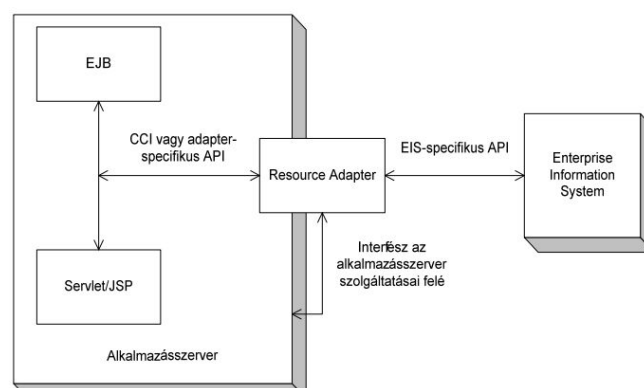 EJB
CCI vagy adapter-
specifikus API
EIS-specifikus API
Resource Adapter
Enterprise
Information
System
Interfész az
alkalmazásszerver
szolgáltatásai felé
Servlet/JSP
Alkalmazásszerver